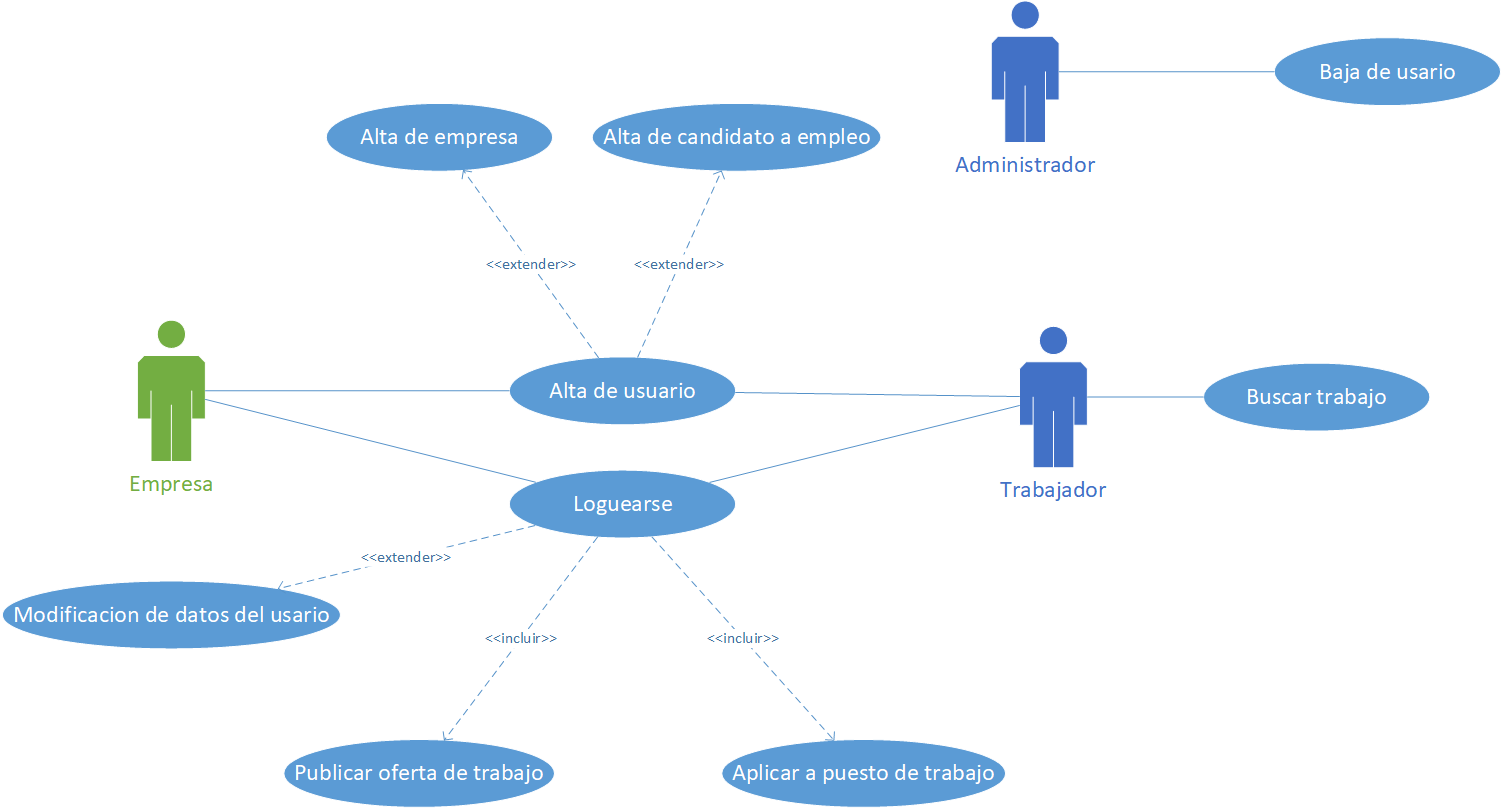 Baja de usario
Alta de empresa
Alta de candidato a empleo
Administrador
<<extender>>
<<extender>>
Alta de usuario
Buscar trabajo
Empresa
Trabajador
Loguearse
<<extender>>
Modificacion de datos del usario
<<incluir>>
<<incluir>>
Publicar oferta de trabajo
Aplicar a puesto de trabajo